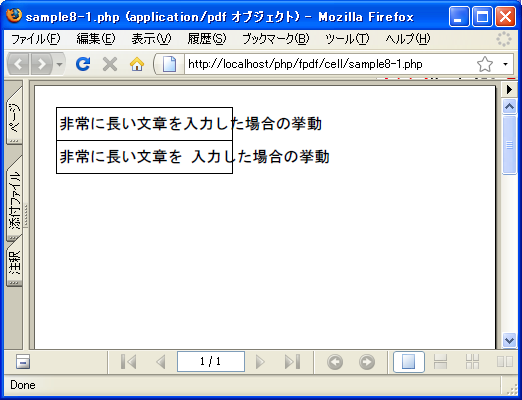 sample8-1.php (application/pdf オブジェクト) - Mozilla Firefox
ファイル(F) 編集(E) 表示(V) 履歴(S) ブックマーク(B) ツール(T) ヘルプ(H)
http://localhost/php/fpdf/cell/sample8-1.php
ページ
添付ファイル
注釈
非常に長い文章を入力した場合の挙動
非常に長い文章を 入力した場合の挙動
1 / 1
Done